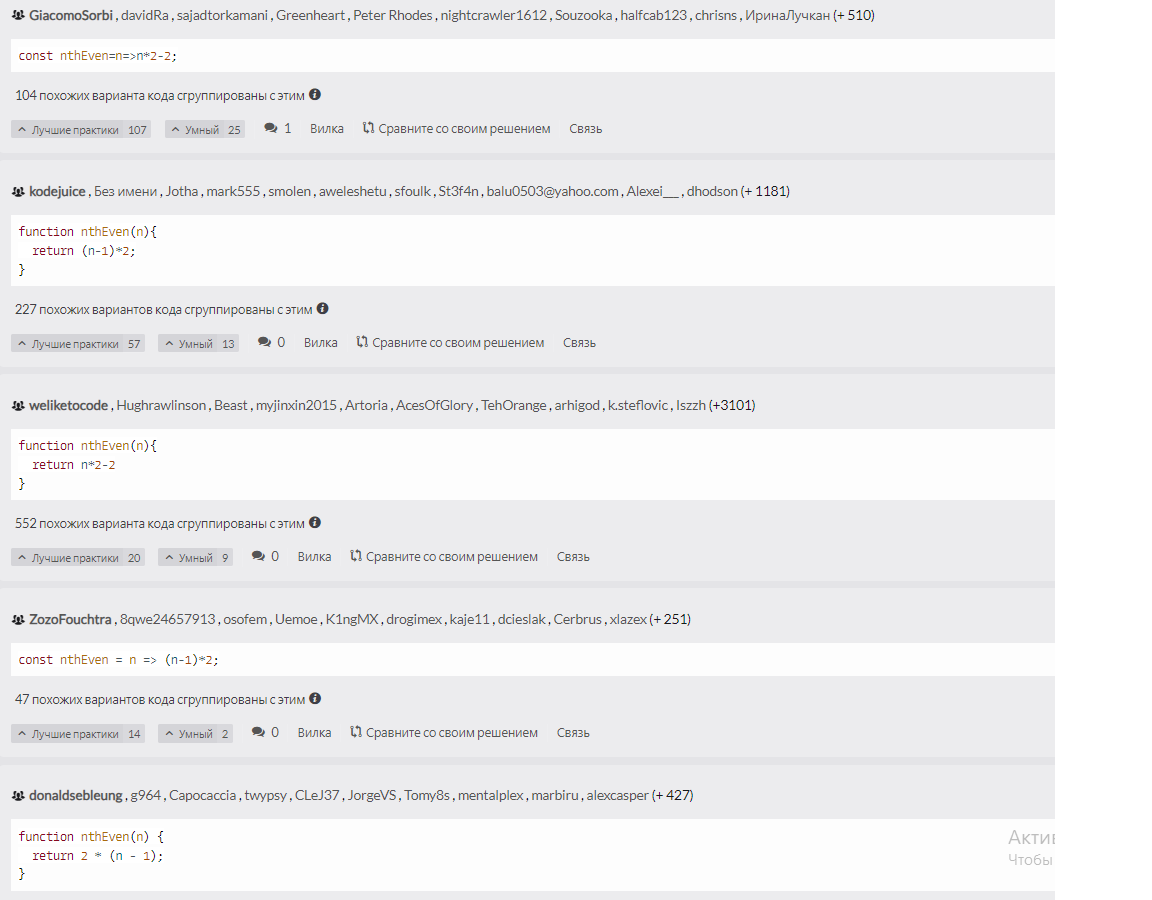 GiacomoSorbi , davidRa , sajadtorkamani , Greenheart , Peter Rhodes , nightcrawler1612 , Souzooka , halfcab123 , chrisns , ИринаЛучкан (+ 510)
const nthEven=n=>n*2-2;
104 похожих варианта кода сгруппированы с этим
Лучшие практики 107 Умный 25 1 Вилка Сравните со своим решением Связь
kodejuice , Без имени , Jotha , mark555 , smolen , aweleshetu , sfoulk , St3f4n , balu0503@yahoo.com , Alexei___ , dhodson (+ 1181)
function nthEven(n){
return (n-1)*2;
}
227 похожих вариантов кода сгруппированы с этим
Лучшие практики 57 Умный 13 0 Вилка Сравните со своим решением Связь
weliketocode , Hughrawlinson , Beast , myjinxin2015 , Artoria , AcesOfGlory , TehOrange , arhigod , k.steflovic , Iszzh (+3101)
function nthEven(n){
return n*2-2
}
552 похожих варианта кода сгруппированы с этим
Лучшие практики 20 Умный 9 0 Вилка Сравните со своим решением Связь
ZozoFouchtra , 8qwe24657913 , osofem , Uemoe , K1ngMX , drogimex , kaje11 , dcieslak , Cerbrus , xlazex (+ 251)
const nthEven = n => (n-1)*2;
47 похожих вариантов кода сгруппированы с этим
Лучшие практики 14 Умный 2 0 Вилка Сравните со своим решением Связь
donaldsebleung , g964 , Capocaccia , twypsy , CLeJ37 , JorgeVS , Tomy8s , mentalplex , marbiru , alexcasper (+ 427)
function nthEven(n) {
return 2 * (n - 1);
}
Актив
Чтобы